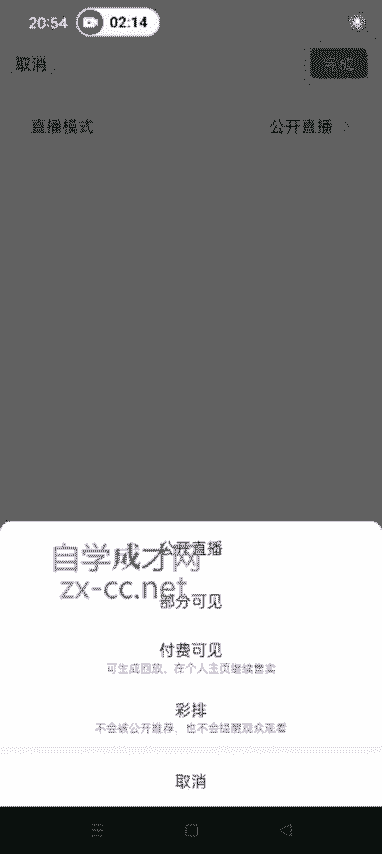 20:54 02:14
取消 完成
直播模式 公开直播
公开直播
自学成才网
zx-cc.net
部分可见
付费可见
可生成回放、在个人主页继续售卖
彩排
不会被公开推荐，也不会提醒观众观看
取消